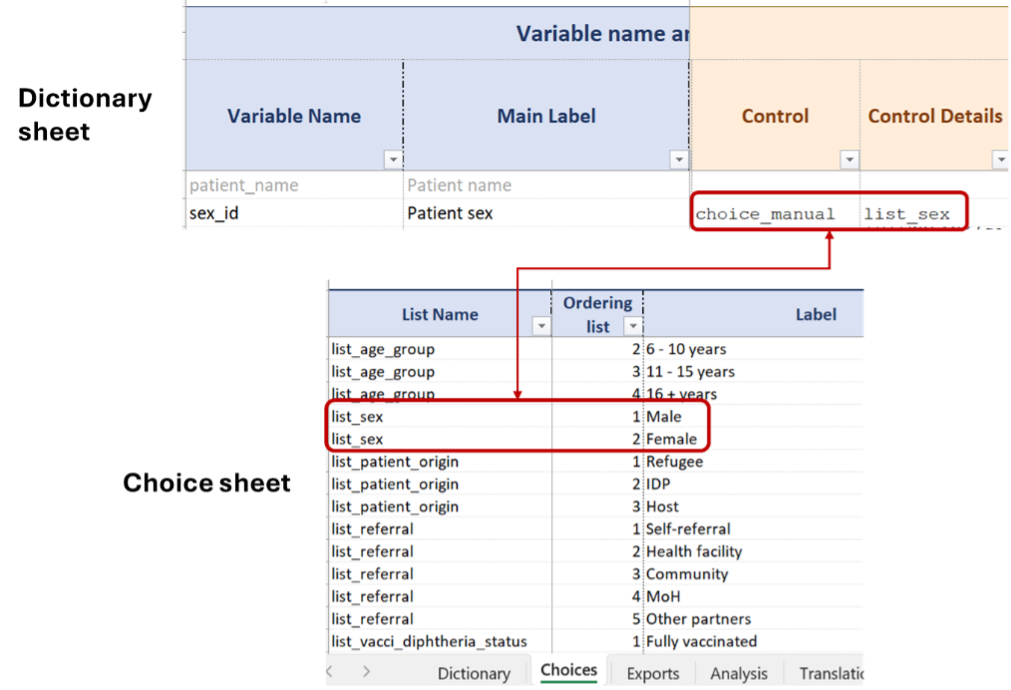 Variable name ar
Dictionary
sheet
Variable Name
Main Label
Control
Control Details
patient_name
Patient name
sex_id
Patient sex
choice_manual
list_sex
List Name
Ordering
list
Label
list_age_group 2 6 - 10 years
list_age_group 3 11 - 15 years
list_age_group 4 16 + years
list_sex 1 Male
list_sex 2 Female
list_patient_origin 1 Refugee
list_patient_origin 2 IDP
list_patient_origin 3 Host
list_referral 1 Self-referral
list_referral 2 Health facility
list_referral 3 Community
list_referral 4 MoH
list_referral 5 Other partners
list_vacci_diphtheria_status 1 Fully vaccinated
Choice sheet
Dictionary Choices Exports Analysis Translatio